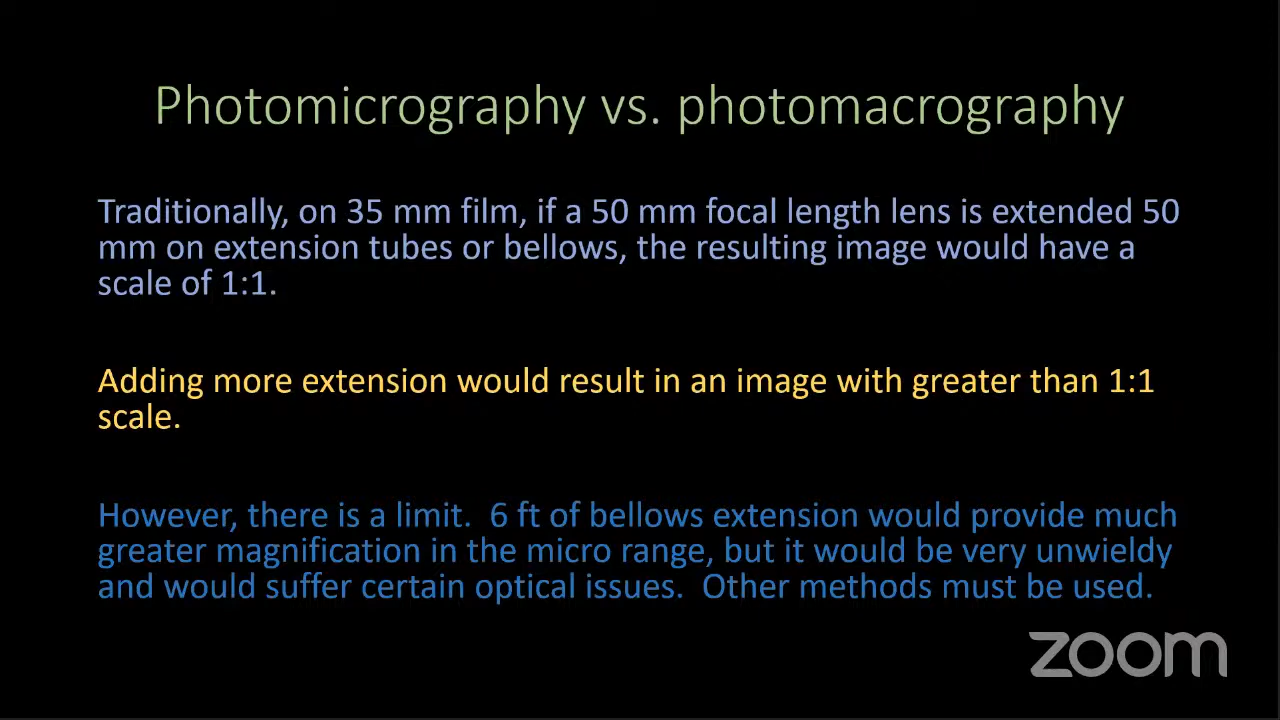 Photomicrography vs. photomacrography
Traditionally, on 35 mm film, if a 50 mm focal length lens is extended 50
mm on extension tubes or bellows, the resulting image would have a
scale of 1:1.
Adding more extension would result in an image with greater than 1:1
scale.
However, there is a limit.  6 ft of bellows extension would provide much
greater magnification in the micro range, but it would be very unwieldy
and would suffer certain optical issues.  Other methods must be used.
zoom